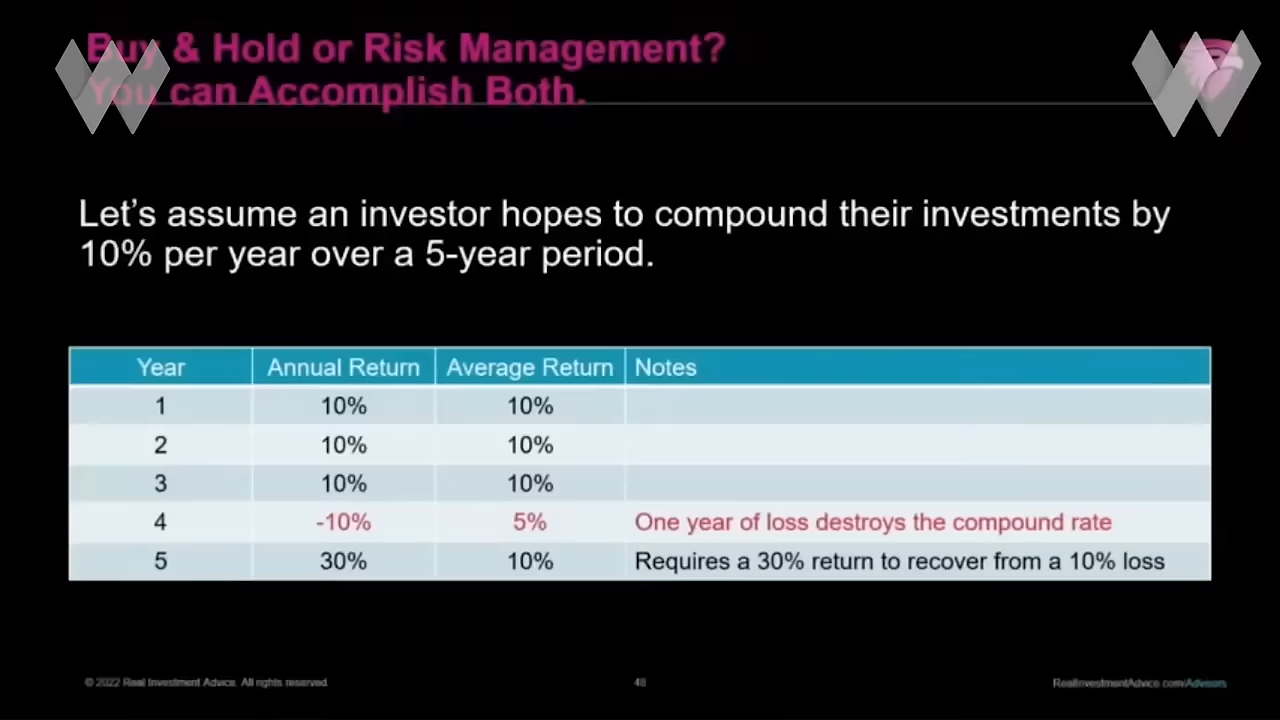 Buy & Hold or Risk Management?
You can Accomplish Both.
Let's assume an investor hopes to compound their investments by
10% per year over a 5-year period.
Year Annual Return Average Return Notes
1 10% 10%
2 10% 10%
3 10% 10%
4 -10% 5% One year of loss destroys the compound rate
5 30% 10% Requires a 30% return to recover from a 10% loss
© 2022 Real Investment Advice. All rights reserved. 48 RealInvestmentAdvice.com/Advisors